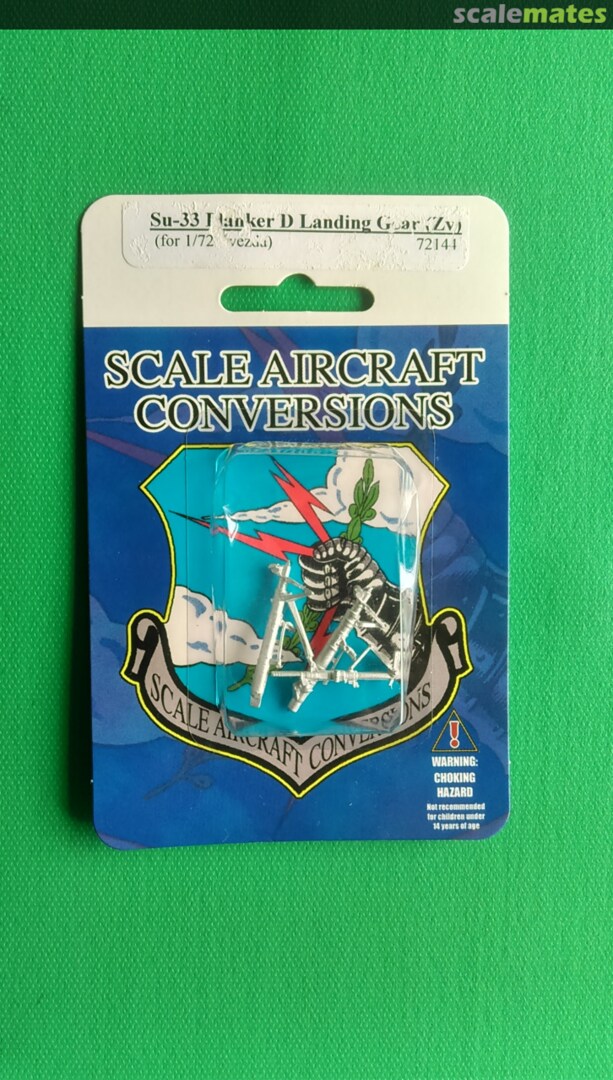 scalemates
Su-33 Flanker D Landing Gear (Zv)
(for 1/72 Zvezda)
72144
SCALE AIRCRAFT
CONVERSIONS
SCALE AIRCRAFT CONVERSIONS
WARNING:
CHOKING
HAZARD
Not recommended
for children under
14 years of age